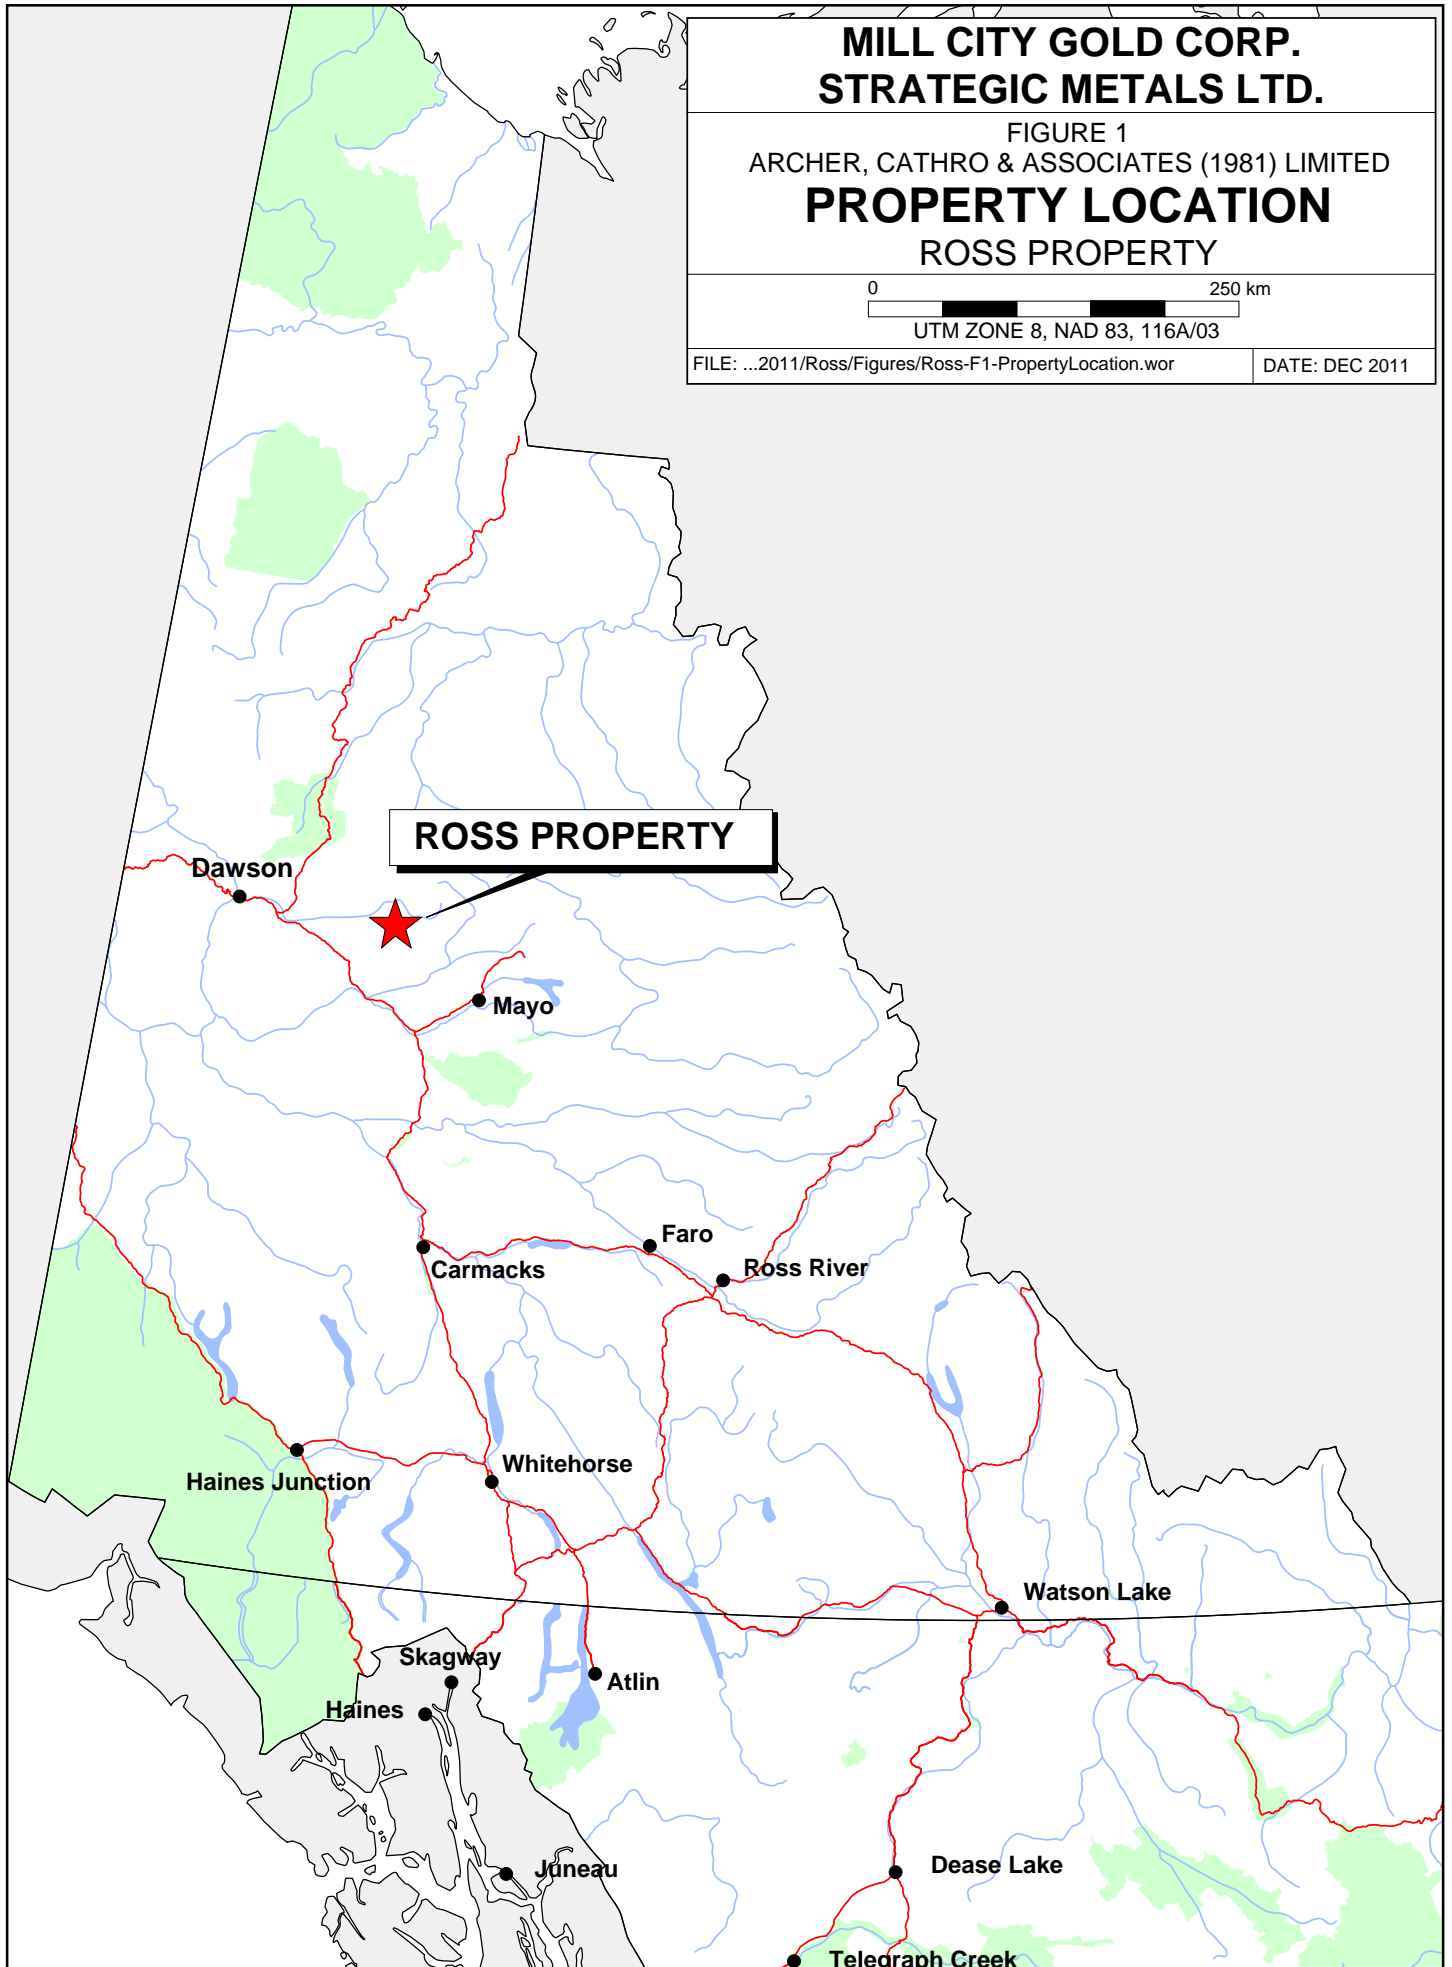 MILL CITY GOLD CORP.
STRATEGIC METALS LTD.
FIGURE 1
ARCHER, CATHRO & ASSOCIATES (1981) LIMITED
PROPERTY LOCATION
ROSS PROPERTY
0 250 km
UTM ZONE 8, NAD 83, 116A/03
FILE: ...2011/Ross/Figures/Ross-F1-PropertyLocation.wor DATE: DEC 2011
ROSS PROPERTY
Dawson
Mayo
Faro
Ross River
Carmacks
Whitehorse
Haines Junction
Watson Lake
Skagway
Atlin
Haines
Juneau
Dease Lake
Telegraph Creek